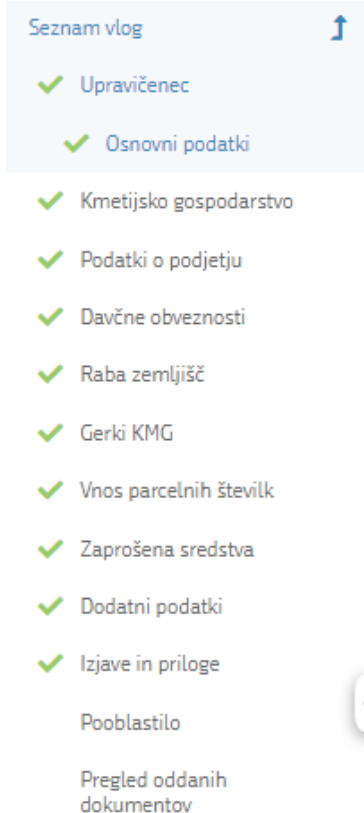 Seznam vlog
Upravičenec
Osnovni podatki
Kmetijsko gospodarstvo
Podatki o podjetju
Davčne obveznosti
Raba zemljišč
Gerki KMG
Vnos parcelnih številk
Zaprošena sredstva
Dodatni podatki
Izjave in priloge
Pooblastilo
Pregled oddanih
dokumentov